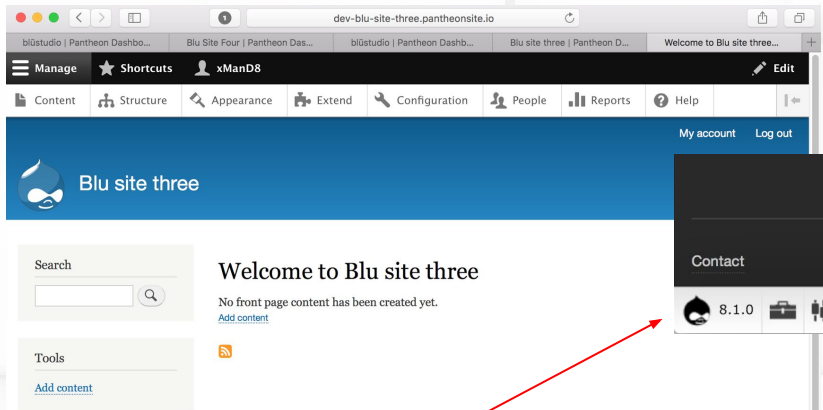 dev-blu-site-three.pantheonsite.io
blüstudio | Pantheon Dashbo...
Blu Site Four | Pantheon Das...
blüstudio | Pantheon Dashb...
Blu site three | Pantheon D...
Welcome to Blu site three...
Manage
Shortcuts
xManD8
Edit
Content
Structure
Appearance
Extend
Configuration
People
Reports
Help
My account
Log out
Blu site three
Search
Welcome to Blu site three
No front page content has been created yet.
Add content
Contact
8.1.0
Tools
Add content